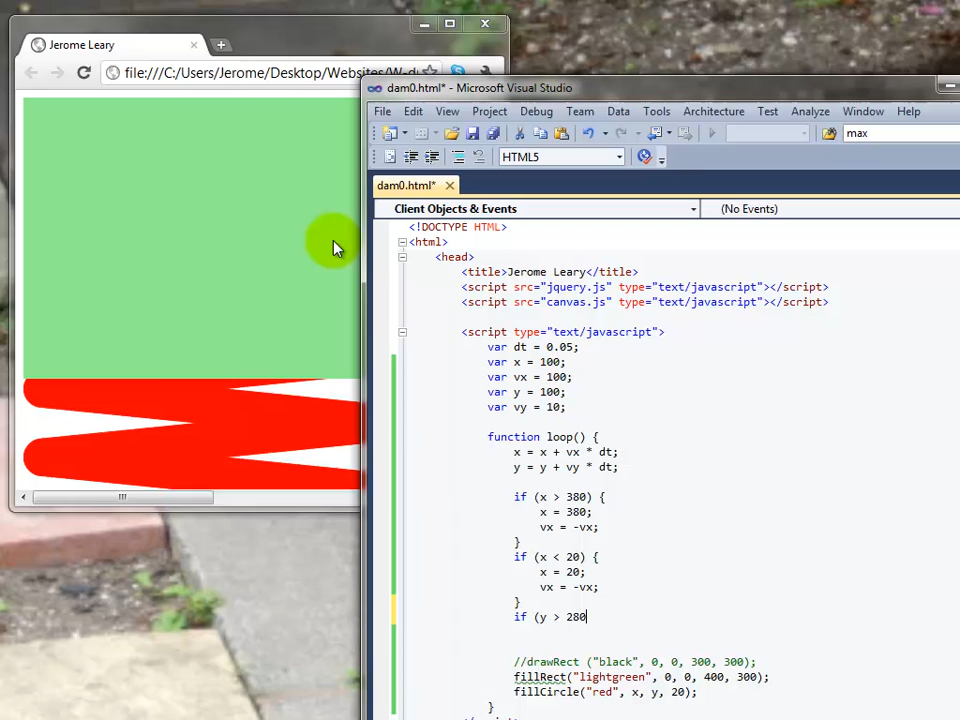 Jerome Leary
file:///C:/Users/Jerome/Desktop/Websites/W-d
dam0.html* - Microsoft Visual Studio
File Edit View Project Debug Team Data Tools Architecture Test Analyze Window Help
max
HTML5
dam0.html*
Client Objects & Events (No Events)
<!DOCTYPE HTML>
<html>
<head>
<title>Jerome Leary</title>
<script src="jquery.js" type="text/javascript"></script>
<script src="canvas.js" type="text/javascript"></script>
<script type="text/javascript">
var dt = 0.05;
var x = 100;
var vx = 100;
var y = 100;
var vy = 10;
function loop() {
x = x + vx * dt;
y = y + vy * dt;
if (x > 380) {
x = 380;
vx = -vx;
}
if (x < 20) {
x = 20;
vx = -vx;
}
if (y > 280
//drawRect ("black", 0, 0, 300, 300);
fillRect("lightgreen", 0, 0, 400, 300);
fillCircle("red", x, y, 20);
}